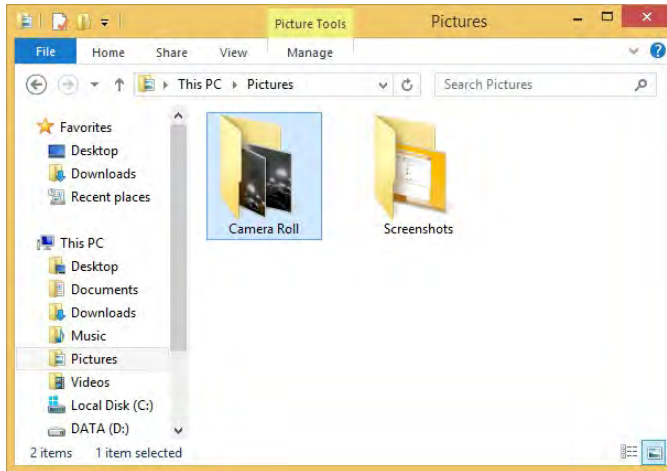 Picture Tools Pictures
File Home Share View Manage
This PC Pictures Search Pictures
Favorites
Desktop
Downloads
Recent places
This PC
Desktop
Documents
Downloads
Music
Pictures
Videos
Local Disk (C:)
DATA (D:)
Camera Roll Screenshots
2 items 1 item selected